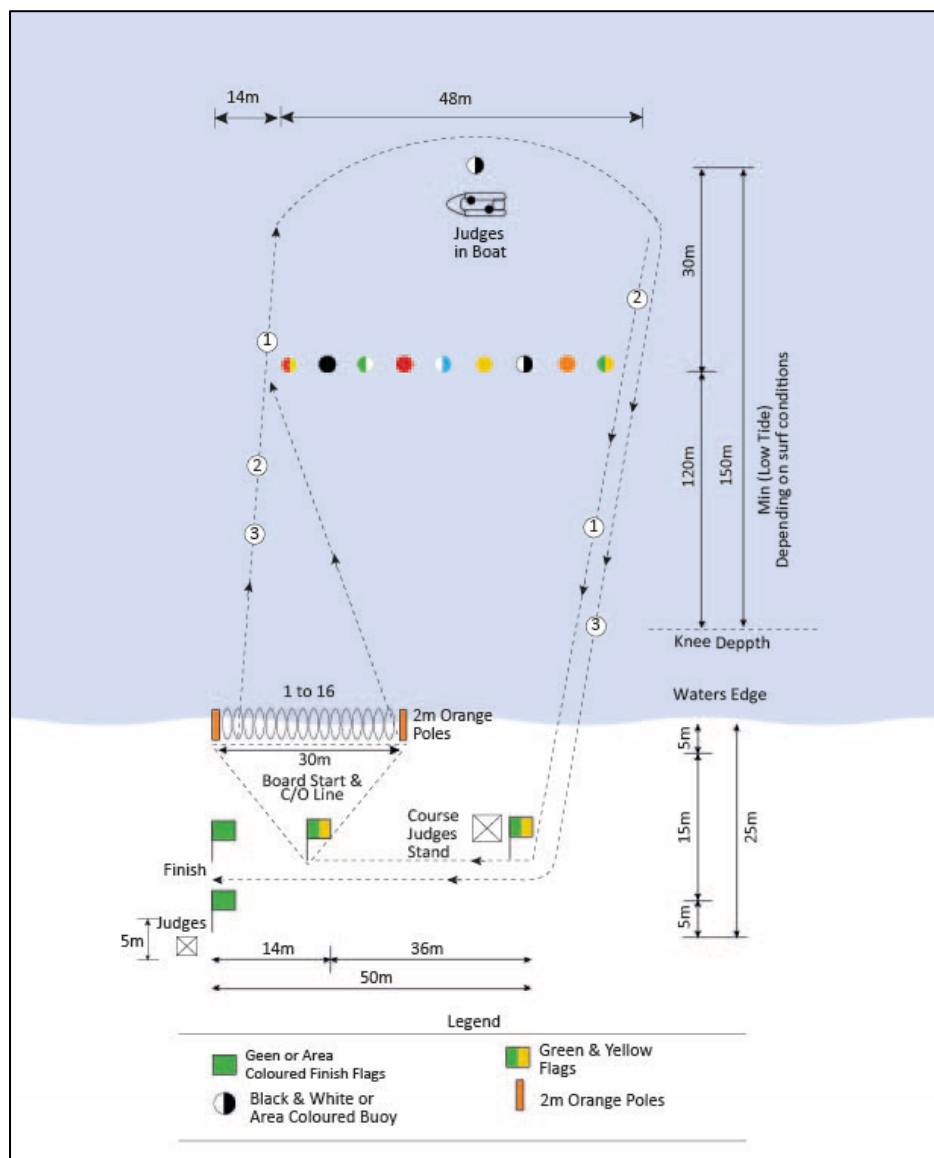 14m
48m
Judges
in Boat
30m
2
1
120m
150m
Min (Low Tide)
Depending on surf conditions
2
1
3
3
Knee Deppth
1 to 16
Waters Edge
2m Orange
Poles
5m
30m
Board Start &
C/O Line
Course
Judges
Stand
15m
25m
Finish
Judges
5m
5m
14m
36m
50m
Legend
Geen or Area
Coloured Finish Flags
Green & Yellow
Flags
Black & White or
Area Coloured Buoy
2m Orange Poles